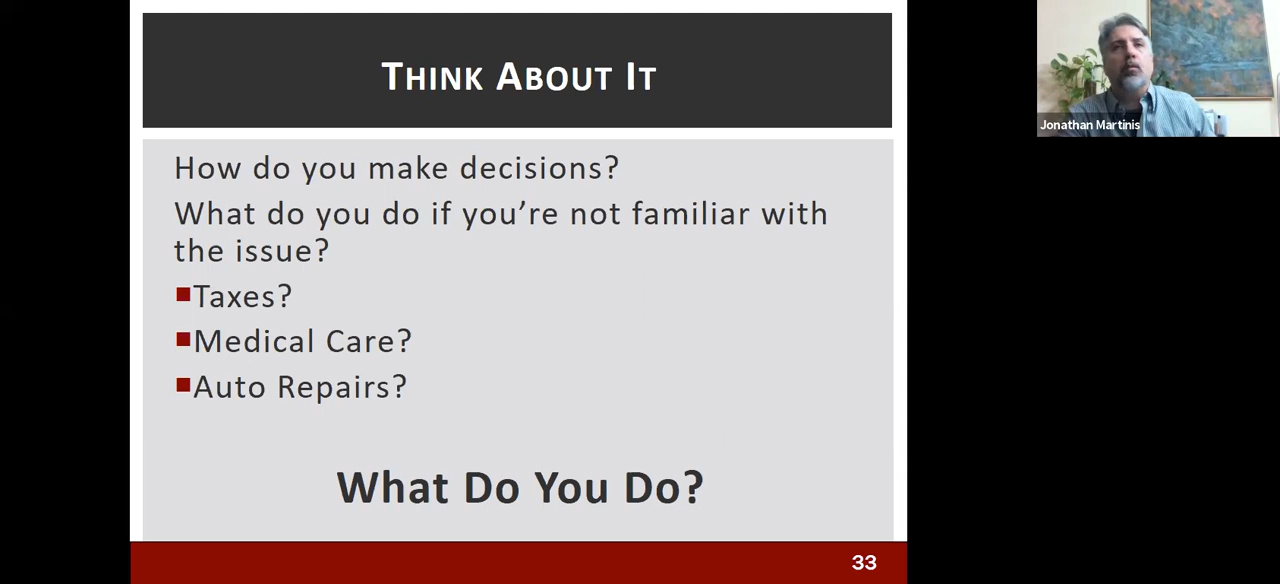 Think About It
How do you make decisions?
What do you do if you’re not familiar with
the issue?
■Taxes?
■Medical Care?
■Auto Repairs?
What Do You Do?
33
Jonathan Martinis